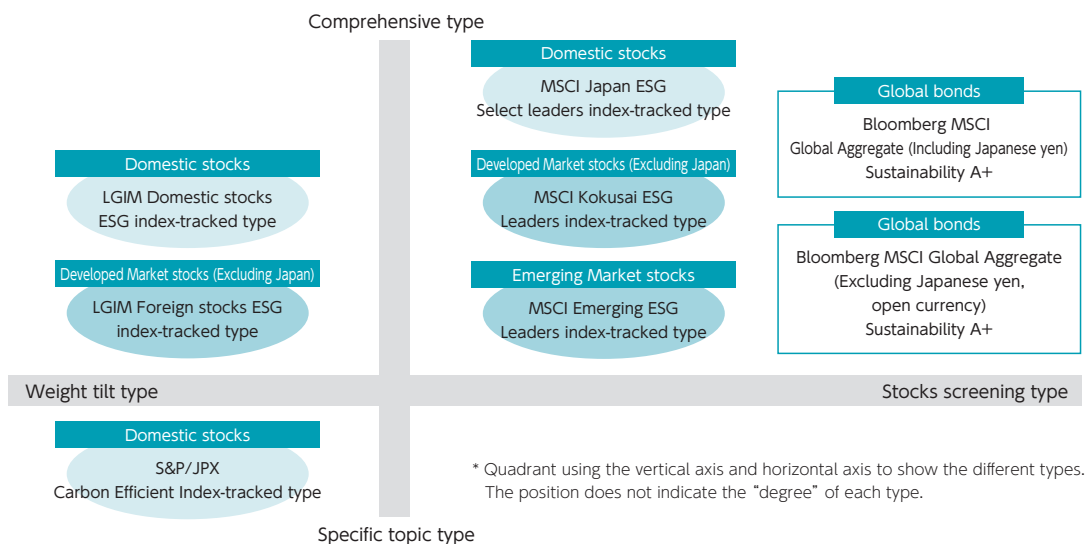 Comprehensive type
Domestic stocks
MSCI Japan ESG
Select leaders index-tracked type
Global bonds
Bloomberg MSCI
Global Aggregate (Including Japanese yen)
Sustainability A+
Domestic stocks
LGIM Domestic stocks
ESG index-tracked type
Developed Market stocks (Excluding Japan)
MSCI Kokusai ESG
Leaders index-tracked type
Global bonds
Bloomberg MSCI Global Aggregate
(Excluding Japanese yen,
open currency)
Sustainability A+
Developed Market stocks (Excluding Japan)
LGIM Foreign stocks ESG
index-tracked type
Emerging Market stocks
MSCI Emerging ESG
Leaders index-tracked type
Weight tilt type
Stocks screening type
Domestic stocks
S&P/JPX
Carbon Efficient Index-tracked type
* Quadrant using the vertical axis and horizontal axis to show the different types.
The position does not indicate the “degree” of each type.
Specific topic type